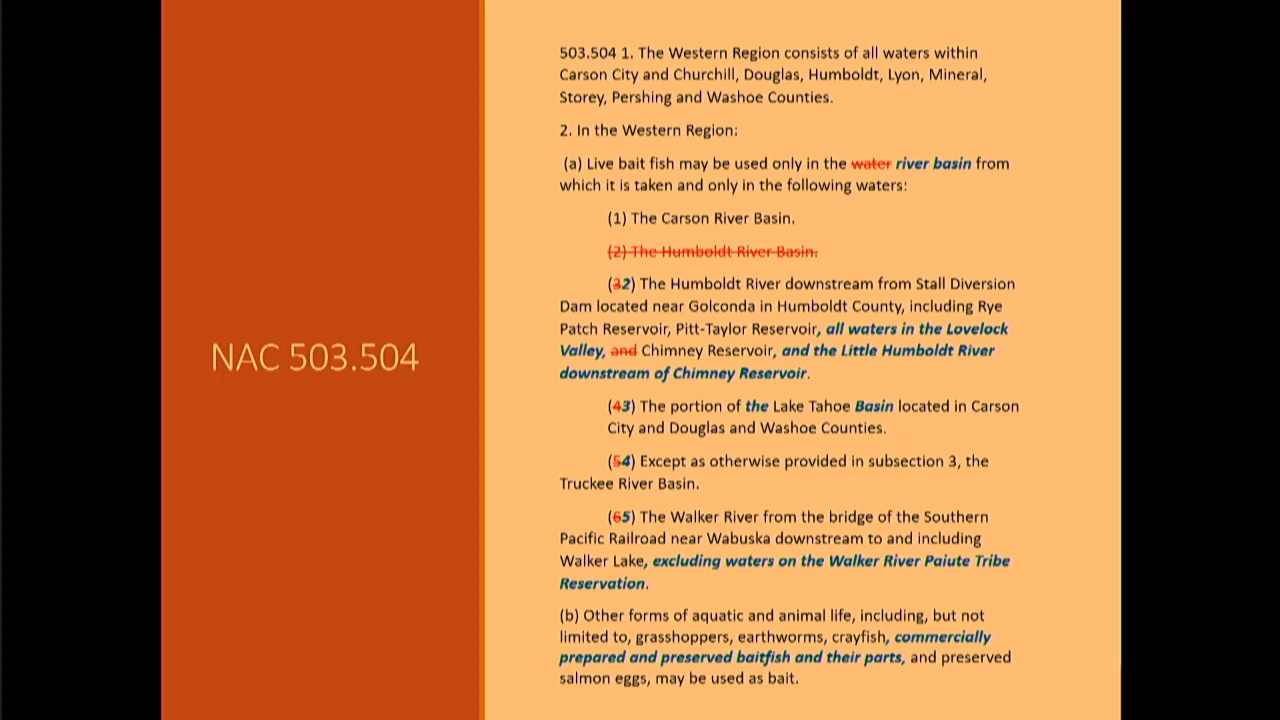 NAC 503.504
503.504 1. The Western Region consists of all waters within
Carson City and Churchill, Douglas, Humboldt, Lyon, Mineral,
Storey, Pershing and Washoe Counties.
2. In the Western Region:
(a) Live bait fish may be used only in the water river basin from
which it is taken and only in the following waters:
(1) The Carson River Basin.
(2) The Humboldt River Basin.
(32) The Humboldt River downstream from Stall Diversion
Dam located near Golconda in Humboldt County, including Rye
Patch Reservoir, Pitt-Taylor Reservoir, all waters in the Lovelock
Valley, and Chimney Reservoir, and the Little Humboldt River
downstream of Chimney Reservoir.
(43) The portion of the Lake Tahoe Basin located in Carson
City and Douglas and Washoe Counties.
(54) Except as otherwise provided in subsection 3, the
Truckee River Basin.
(65) The Walker River from the bridge of the Southern
Pacific Railroad near Wabuska downstream to and including
Walker Lake, excluding waters on the Walker River Paiute Tribe
Reservation.
(b) Other forms of aquatic and animal life, including, but not
limited to, grasshoppers, earthworms, crayfish, commercially
prepared and preserved baitfish and their parts, and preserved
salmon eggs, may be used as bait.